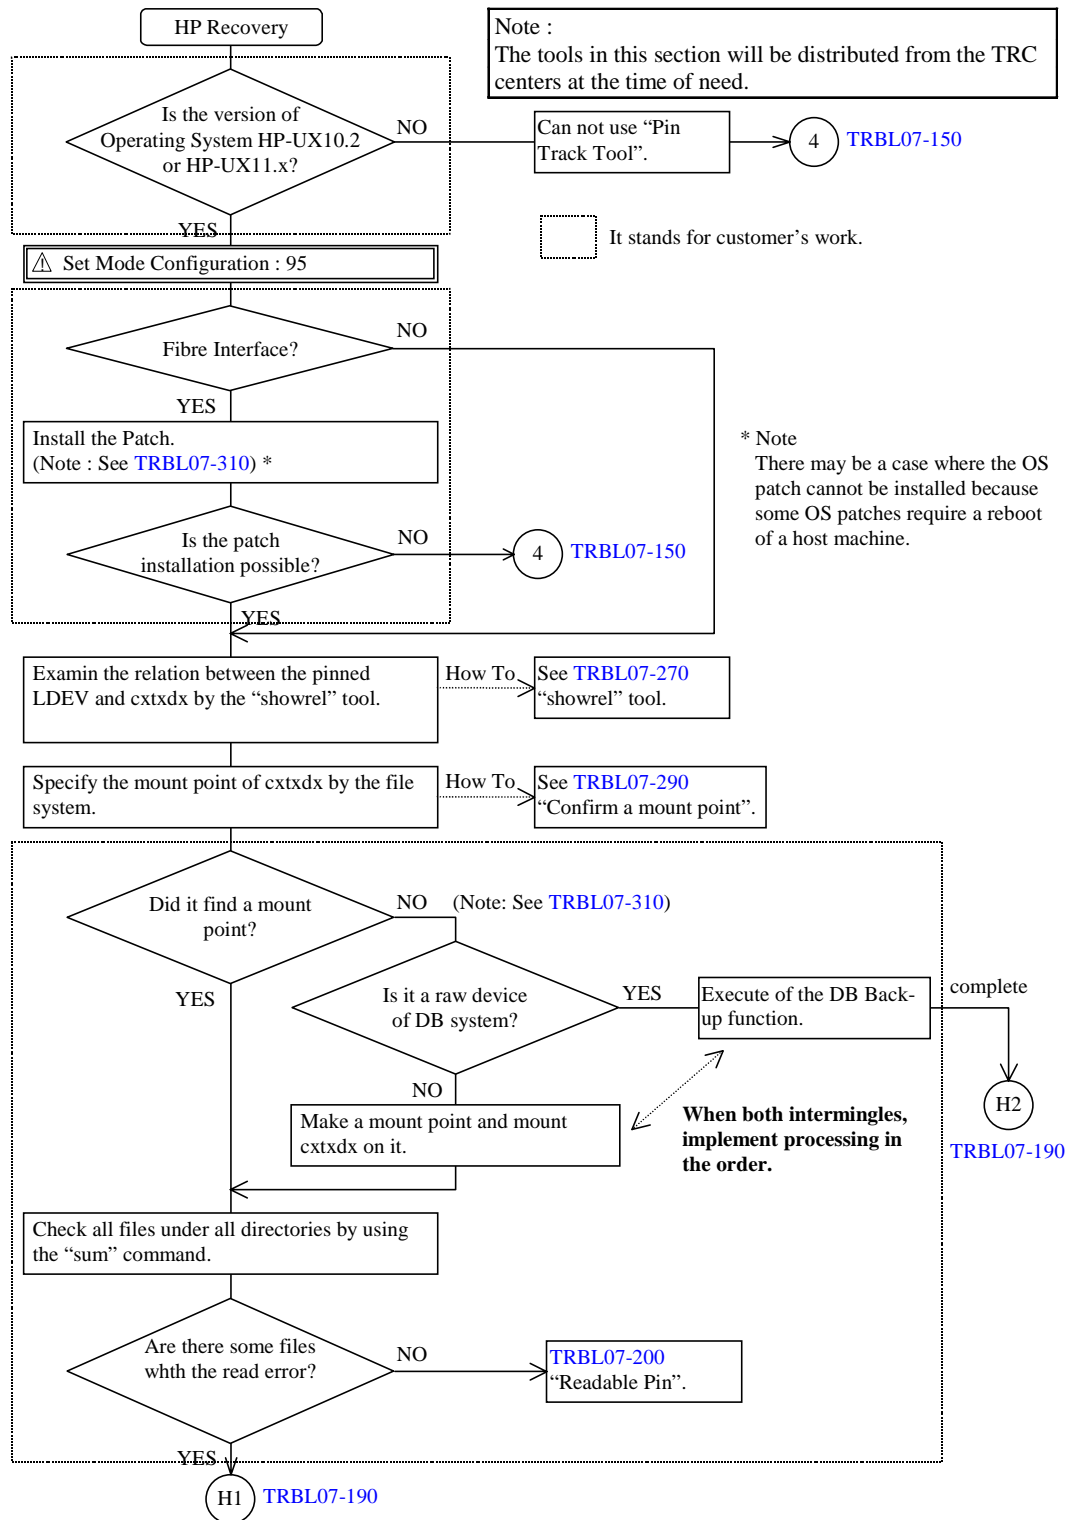 HP Recovery
Note :
The tools in this section will be distributed from the TRC
centers at the time of need.
Is the version of
Operating System HP-UX10.2
or HP-UX11.x?
NO
Can not use “Pin
Track Tool”.
4
TRBL07-150
YES
It stands for customer’s work.
⚠ Set Mode Configuration : 95
Fibre Interface?
NO
YES
Install the Patch.
(Note : See TRBL07-310) *
* Note
There may be a case where the OS
patch cannot be installed because
some OS patches require a reboot
of a host machine.
Is the patch
installation possible?
NO
4
TRBL07-150
YES
Examin the relation between the pinned
LDEV and cxtxdx by the “showrel” tool.
How To
See TRBL07-270
“showrel” tool.
Specify the mount point of cxtxdx by the file
system.
How To
See TRBL07-290
“Confirm a mount point”.
Did it find a mount
point?
NO
(Note: See TRBL07-310)
YES
Is it a raw device
of DB system?
YES
Execute of the DB Back-
up function.
complete
NO
H2
TRBL07-190
Make a mount point and mount
cxtxdx on it.
When both intermingles,
implement processing in
the order.
Check all files under all directories by using
the “sum” command.
Are there some files
whth the read error?
NO
TRBL07-200
“Readable Pin”.
YES
H1
TRBL07-190